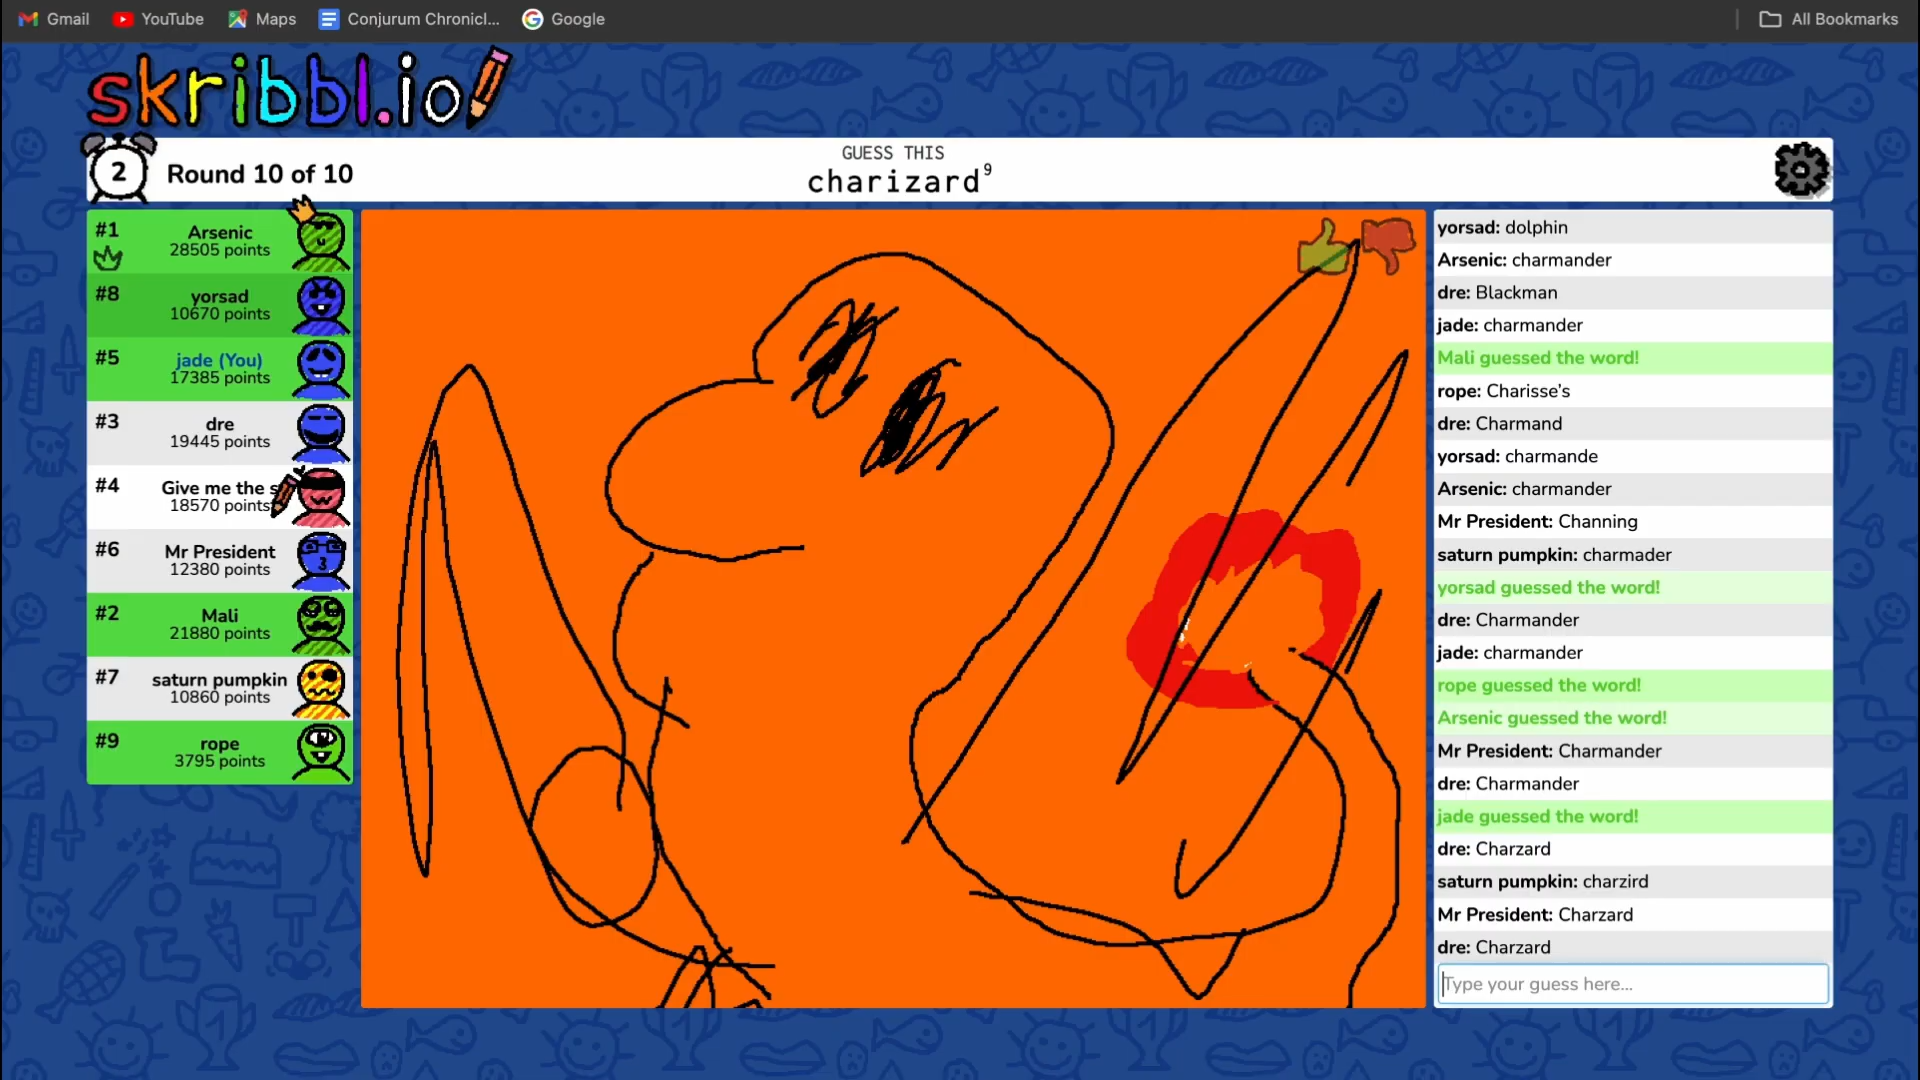 Gmail
YouTube
Maps
Conjurum Chronicl...
Google
All Bookmarks
skribbl.io
2
Round 10 of 10
GUESS THIS
charizard 9
#1
Arsenic
28505 points
#8
yorsad
10670 points
#5
jade (You)
17385 points
#3
dre
19445 points
#4
Give me the s
18570 points
#6
Mr President
12380 points
#2
Mali
21880 points
#7
saturn pumpkin
10860 points
#9
rope
3795 points
yorsad: dolphin
Arsenic: charmander
dre: Blackman
jade: charmander
Mali guessed the word!
rope: Charisse's
dre: Charmand
yorsad: charmande
Arsenic: charmander
Mr President: Channing
saturn pumpkin: charmader
yorsad guessed the word!
dre: Charmander
jade: charmander
rope guessed the word!
Arsenic guessed the word!
Mr President: Charmander
dre: Charmander
jade guessed the word!
dre: Charzard
saturn pumpkin: charzird
Mr President: Charzard
dre: Charzard
Type your guess here...